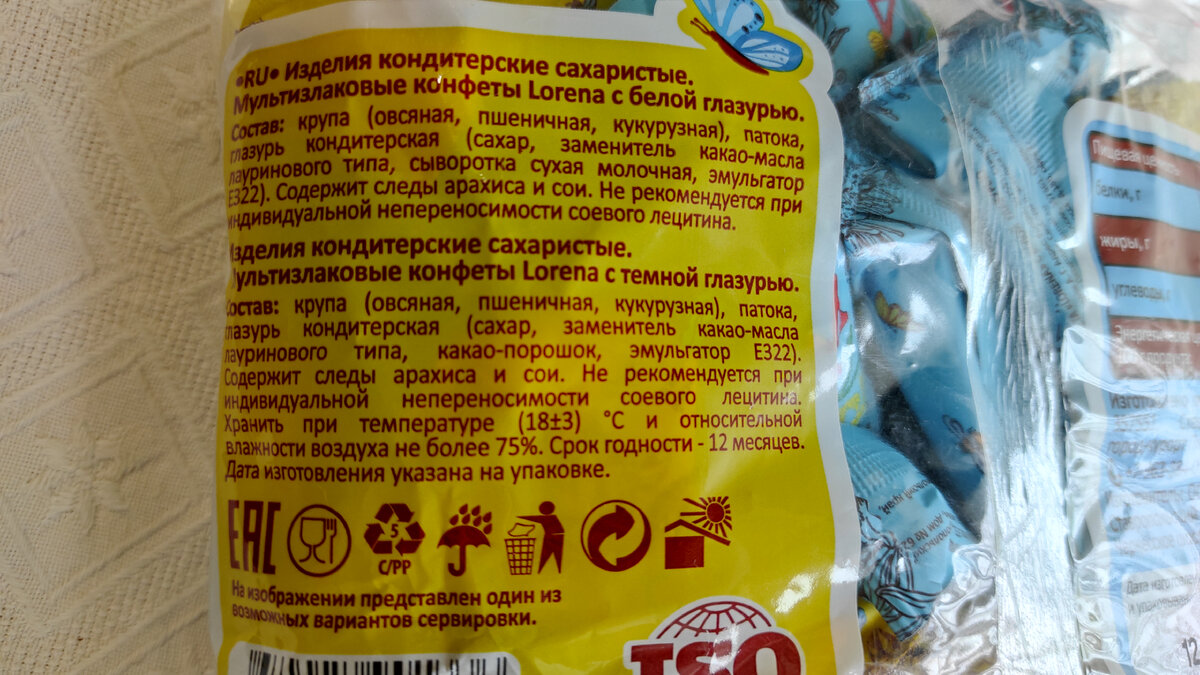 •RU• Изделия кондитерские сахаристые.
Мультизлаковые конфеты Lorena с белой глазурью.
Состав: крупа (овсяная, пшеничная, кукурузная), патока,
глазурь кондитерская (сахар, заменитель какао-масла
лауринового типа, сыворотка сухая молочная, эмульгатор
Е322). Содержит следы арахиса и сои. Не рекомендуется при
индивидуальной непереносимости соевого лецитина.
Изделия кондитерские сахаристые.
Мультизлаковые конфеты Lorena с темной глазурью.
Состав: крупа (овсяная, пшеничная, кукурузная), патока,
глазурь кондитерская (сахар, заменитель какао-масла
лауринового типа, какао-порошок, эмульгатор Е322).
Содержит следы арахиса и сои. Не рекомендуется при
индивидуальной непереносимости соевого лецитина.
Хранить при температуре (18±3) °С и относительной
влажности воздуха не более 75%. Срок годности - 12 месяцев.
Дата изготовления указана на упаковке.
EAC
5
C/PP
На изображении представлен один из
возможных вариантов сервировки.
ISO
Пищевая
белки, г
жиры, г
углеводы, г
Дата
12